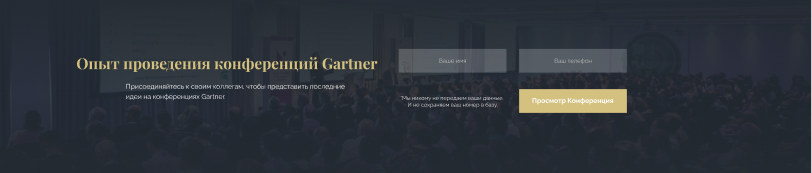 Опыт проведения конференций Gartner
Присоединяйтесь к своим коллегам, чтобы представить последние
идеи на конференциях Gartner.
Ваше имя
Ваш телефон
*Мы никому не передаем ваши данные.
И не сохраняем ваш номер в базу.
Просмотр Конференции